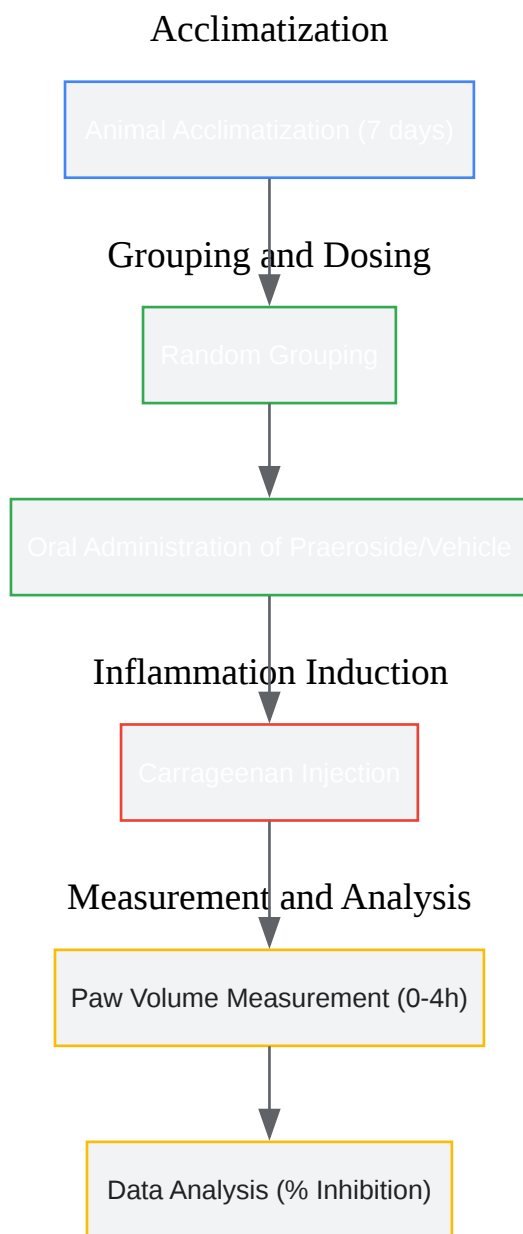 Acclimatization
Animal Acclimatization (7 days)
Grouping and Dosing
Random Grouping
Oral Administration of Praeroside/Vehicle
Inflammation Induction
Carrageenan Injection
Measurement and Analysis
Paw Volume Measurement (0-4h)
Data Analysis (% Inhibition)